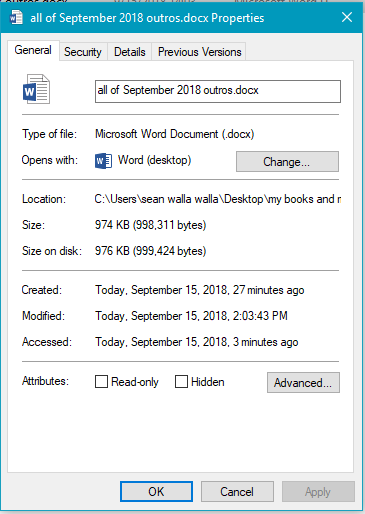 all of September 2018 outros.docx Properties
General Security Details Previous Versions
all of September 2018 outros.docx
Type of file: Microsoft Word Document (.docx)
Opens with: Word (desktop) Change...
Location: C:\Users\sean walla walla\Desktop\my books and
Size: 974 KB (998,311 bytes)
Size on disk: 976 KB (999,424 bytes)
Created: Today, September 15, 2018, 27 minutes ago
Modified: Today, September 15, 2018, 2:03:43 PM
Accessed: Today, September 15, 2018, 3 minutes ago
Attributes: Read-only Hidden Advanced...
OK Cancel Apply